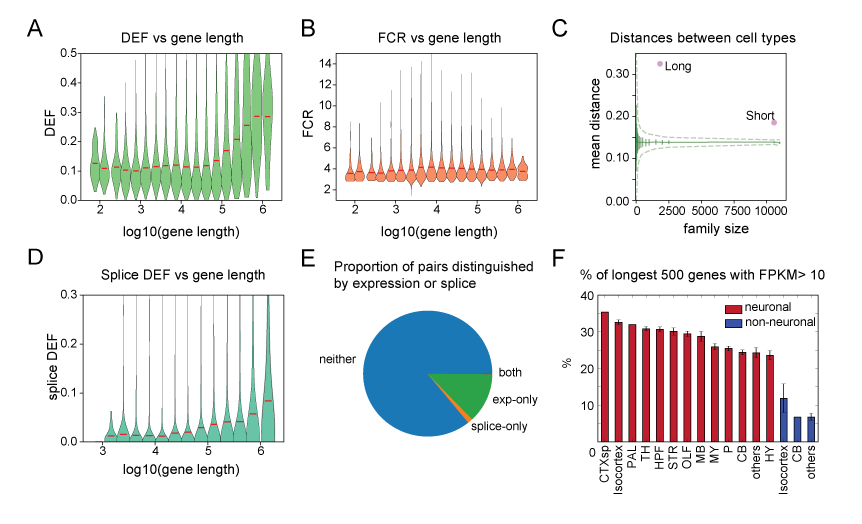 A
DEF vs gene length
0.5
0.4
0.3
0.2
0.1
0.0
DEF
2
3
4
5
6
log10(gene length)
B
FCR vs gene length
14
12
10
8
6
4
2
FCR
2
3
4
5
6
log10(gene length)
C
Distances between cell types
0.30
0.20
0.10
0.00
mean distance
Long
Short
0
2500
5000
7500
10000
family size
D
Splice DEF vs gene length
0.3
0.2
0.1
0.0
splice DEF
3
4
5
6
log10(gene length)
E
Proportion of pairs distinguished
by expression or splice
neither
both
exp-only
splice-only
F
% of longest 500 genes with FPKM> 10
40
30
20
10
0
%
neuronal
non-neuronal
CTXsp
Isocortex
PAL
TH
HPF
STR
OLF
MB
MY
P
CB
others
HY
Isocortex
CB
others